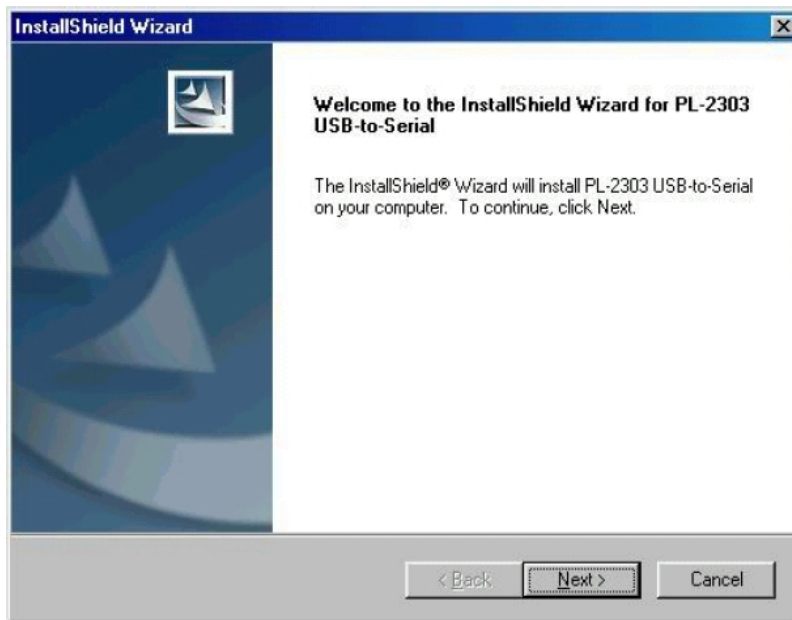 InstallShield Wizard
Welcome to the InstallShield Wizard for PL-2303
USB-to-Serial
The InstallShield® Wizard will install PL-2303 USB-to-Serial
on your computer. To continue, click Next.
< Back
Next >
Cancel